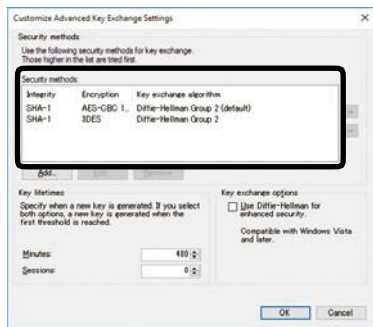 Customize Advanced Key Exchange Settings
Security methods
Use the following security methods for key exchange.
Those higher in the list are tried first.
Security methods:
Integrity Encryption Key exchange algorithm
SHA-1 AES-CBC 1... Diffie-Hellman Group 2 (default)
SHA-1 3DES Diffie-Hellman Group 2
Add...
Edit...
Remove
Key lifetimes
Specify when a new key is generated. If you select
both options, a new key is generated when the
first threshold is reached.
Minutes: 480
Sessions: 0
Key exchange options
Use Diffie-Hellman for
enhanced security.
Compatible with Windows Vista
and later.
OK Cancel